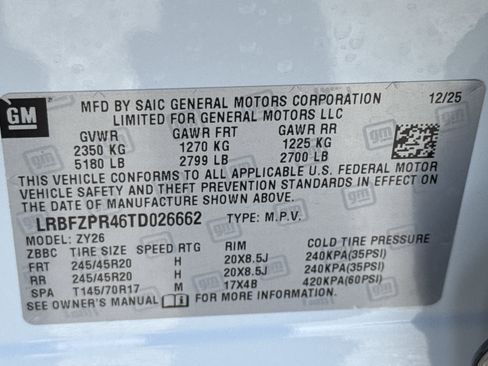 GM
MFD BY SAIC GENERAL MOTORS CORPORATION 12/25
LIMITED FOR GENERAL MOTORS LLC
GVWR GAWR FRT GAWR RR
2350 KG 1270 KG 1225 KG
5180 LB 2799 LB 2700 LB
THIS VEHICLE CONFORMS TO ALL APPLICABLE U.S. FEDERAL MOTOR
VEHICLE SAFETY AND THEFT PREVENTION STANDARDS IN EFFECT ON
THE DATE OF MANUFACTURE SHOWN ABOVE.
LRBFZPR46TD026662 TYPE: M.P.V.
MODEL: ZY26
ZBBC TIRE SIZE SPEED RTG RIM COLD TIRE PRESSURE
FRT 245/45R20 H 20X8.5J 240KPA(35PSI)
RR 245/45R20 H 20X8.5J 240KPA(35PSI)
SPA T145/70R17 M 17X4B 420KPA(60PSI)
SEE OWNER'S MANUAL FOR MORE INFORMATION.